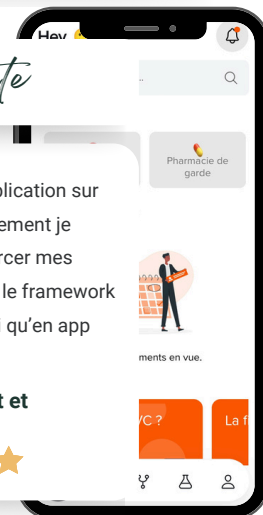 Hey
te
..
Pharmacie de
garde
plication sur
ement je
rcer mes
le framework
i qu'en app
ments en vue.
t et
VC ?
La f